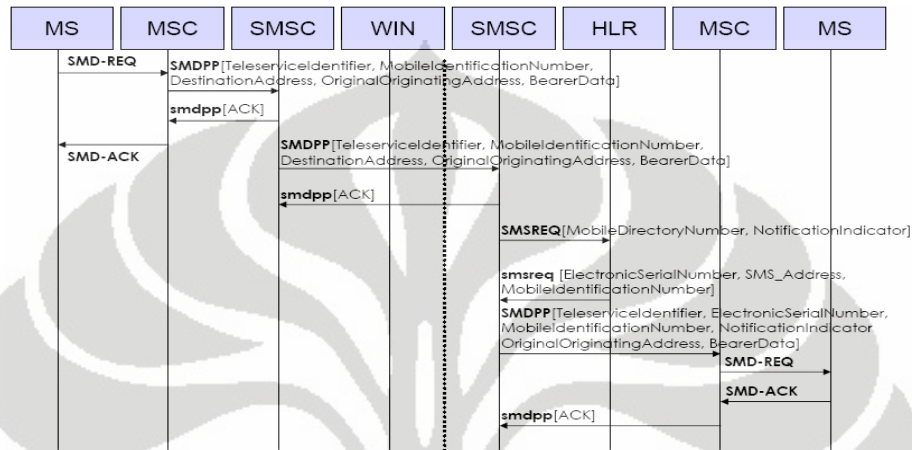 MS MSC SMSC WIN SMSC HLR MSC MS
SMD-REQ
SMDPP[TeleserviceIdentifier, MobileIdentificationNumber,
DestinationAddress, OriginalOriginatingAddress, BearerData]
smdpp[ACK]
SMD-ACK
SMDPP[TeleserviceIdentifier, MobileIdentificationNumber,
DestinationAddress, OriginalOriginatingAddress, BearerData]
smdpp[ACK]
SMSREQ[MobileDirectoryNumber, NotificationIndicator]
smsreq [ElectronicSerialNumber, SMS_Address,
MobileIdentificationNumber]
SMDPP[TeleserviceIdentifier, ElectronicSerialNumber,
MobileIdentificationNumber, NotificationIndicator
OriginalOriginatingAddress, BearerData]
SMD-REQ
SMD-ACK
smdpp[ACK]